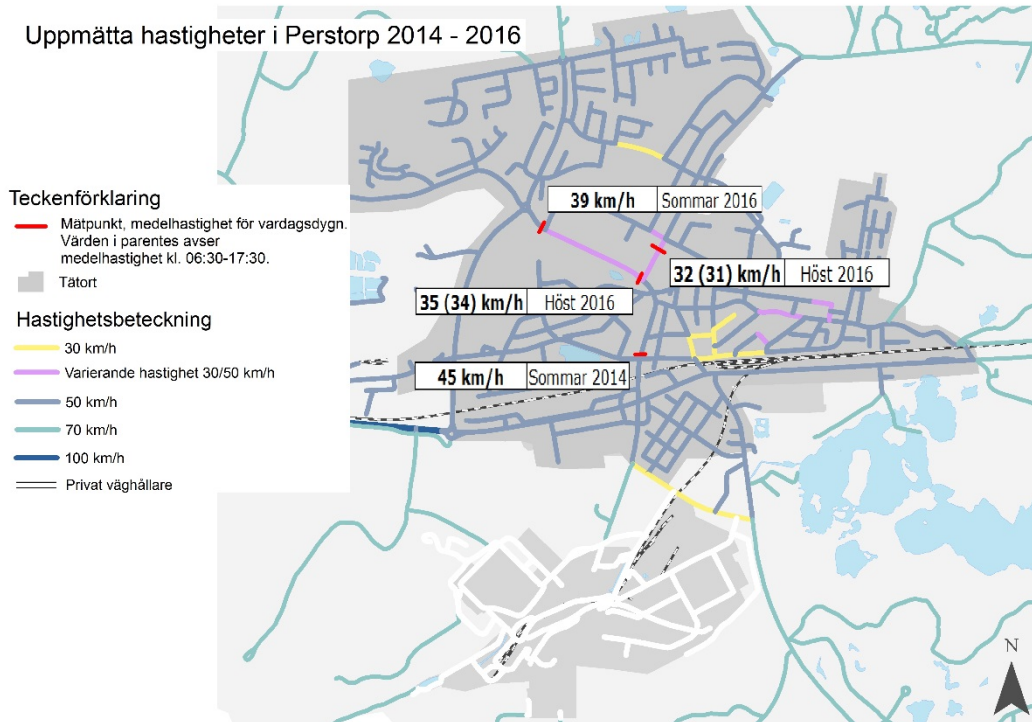 Uppmätta hastigheter i Perstorp 2014 - 2016
Teckenförklaring
Mätpunkt, medelhastighet för vardagsdygn.
Värden i parentes avser
medelhastighet kl. 06:30-17:30.
Tätort
Hastighetsbeteckning
30 km/h
Varierande hastighet 30/50 km/h
50 km/h
70 km/h
100 km/h
Privat väghållare
39 km/h Sommar 2016
32 (31) km/h Höst 2016
35 (34) km/h Höst 2016
45 km/h Sommar 2014
N